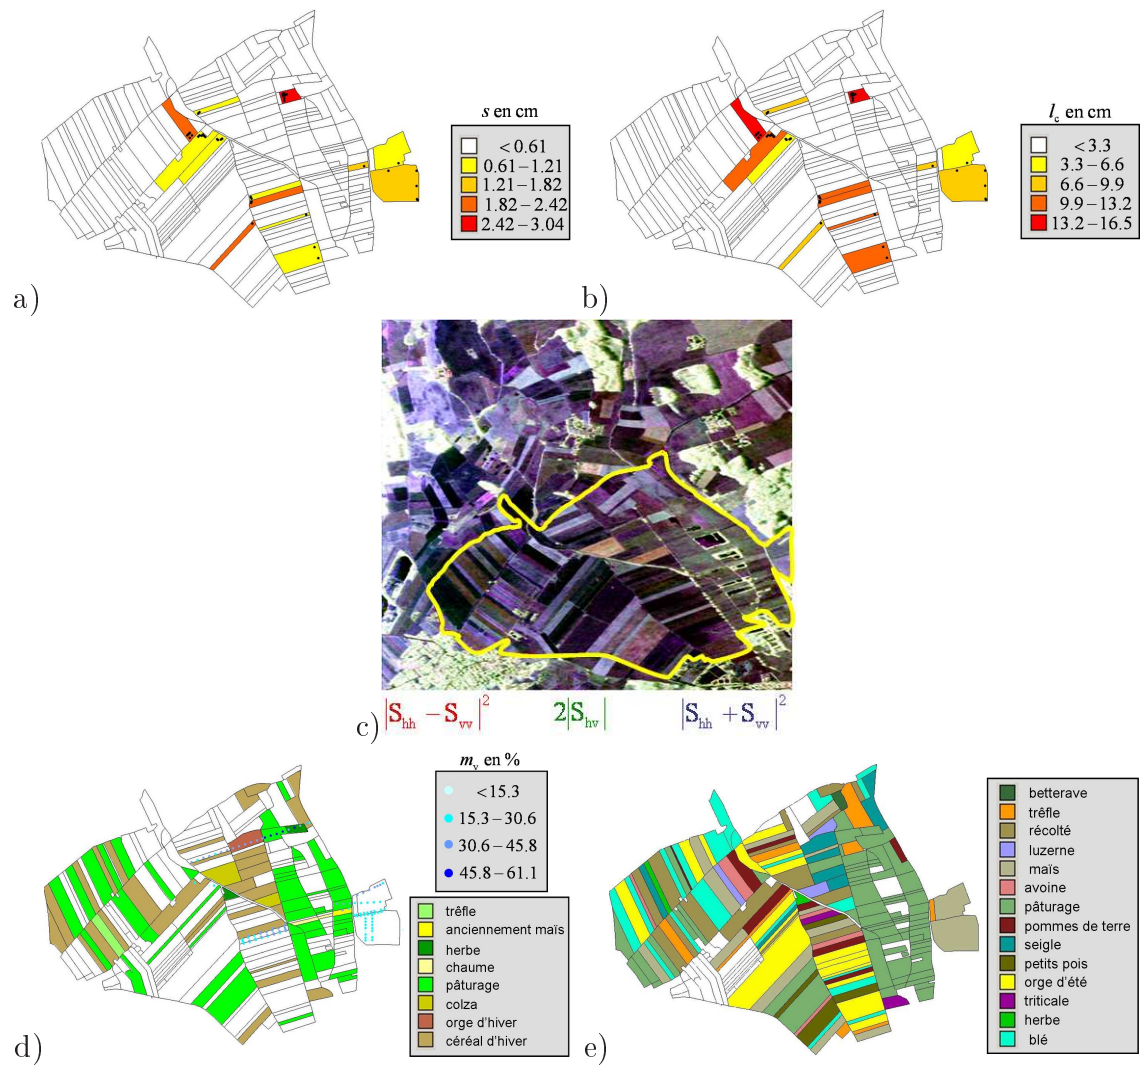 s en cm
< 0.61
0.61 – 1.21
1.21 – 1.82
1.82 – 2.42
2.42 – 3.04
a)
l_c en cm
< 3.3
3.3 – 6.6
6.6 – 9.9
9.9 – 13.2
13.2 – 16.5
b)
|S_hh – S_vv|^2
2|S_hv|
|S_hh + S_vv|^2
c)
m_v en %
< 15.3
15.3 – 30.6
30.6 – 45.8
45.8 – 61.1
trêfle
anciennement maïs
herbe
chaume
pâturage
colza
orge d'hiver
céréal d'hiver
d)
betterave
trêfle
récolté
luzerne
maïs
avoine
pâturage
pommes de terre
seigle
petits pois
orge d'été
triticale
herbe
blé
e)